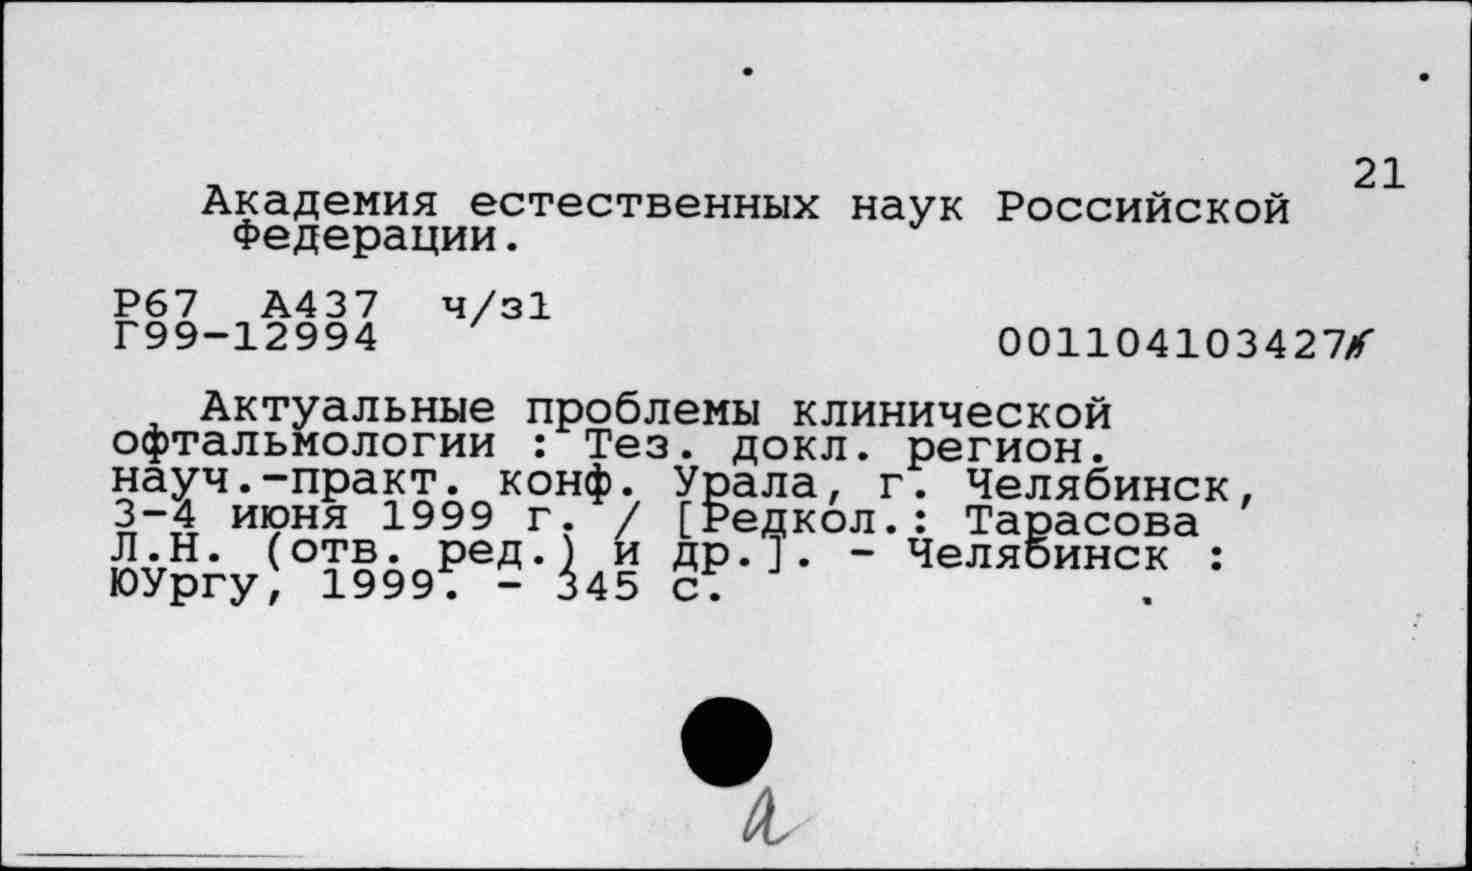 21
Академия естественных наук Российской
Федерации.
Р67 А437 ч/з1
Г99-12994
001104103427
Актуальные проблемы клинической
офтальмологии : Тез. докл. регион.
науч.-практ. конф. Урала, г. Челябинск,
3-4 июня 1999 г. / [Редкол.: Тарасова
Л.Н. (отв. ред.) и др.]. - Челябинск :
ЮУргу, 1999. - 345 с.
а